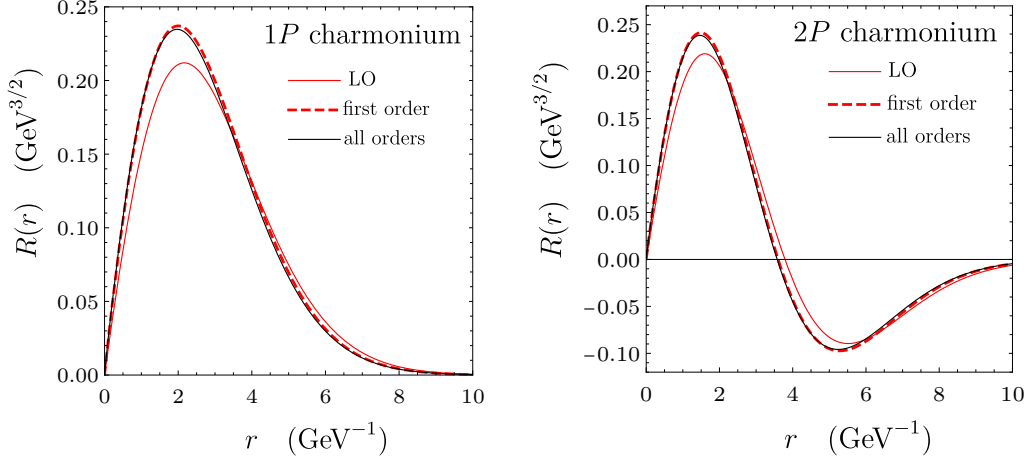 1P charmonium
LO
first order
all orders
R(r) (GeV^{3/2})
0.25
0.20
0.15
0.10
0.05
0.00
0 2 4 6 8 10
r (GeV^{-1})
2P charmonium
LO
first order
all orders
R(r) (GeV^{3/2})
0.25
0.20
0.15
0.10
0.05
0.00
−0.05
−0.10
0 2 4 6 8 10
r (GeV^{-1})